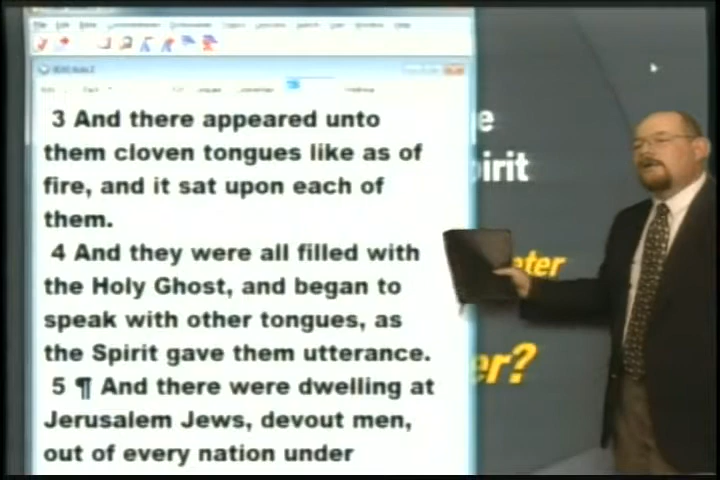 3 And there appeared unto
them cloven tongues like as of
fire, and it sat upon each of
them.
4 And they were all filled with
the Holy Ghost, and began to
speak with other tongues, as
the Spirit gave them utterance.
5 ¶ And there were dwelling at
Jerusalem Jews, devout men,
out of every nation under